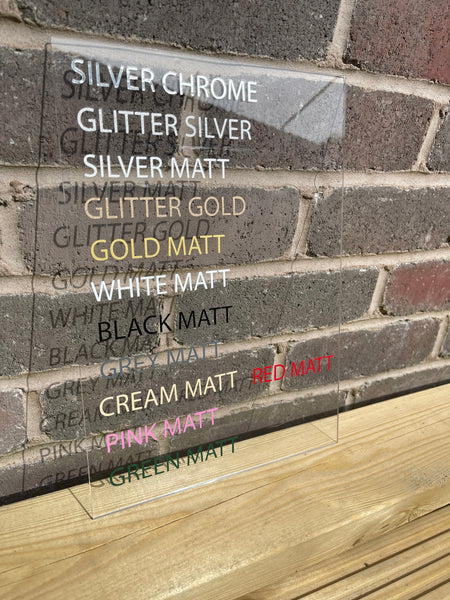 SILVER CHROME
GLITTER SILVER
SILVER MATT
GLITTER GOLD
GOLD MATT
WHITE MATT
BLACK MATT
GREY MATT
CREAM MATT RED MATT
PINK MATT
GREEN MATT